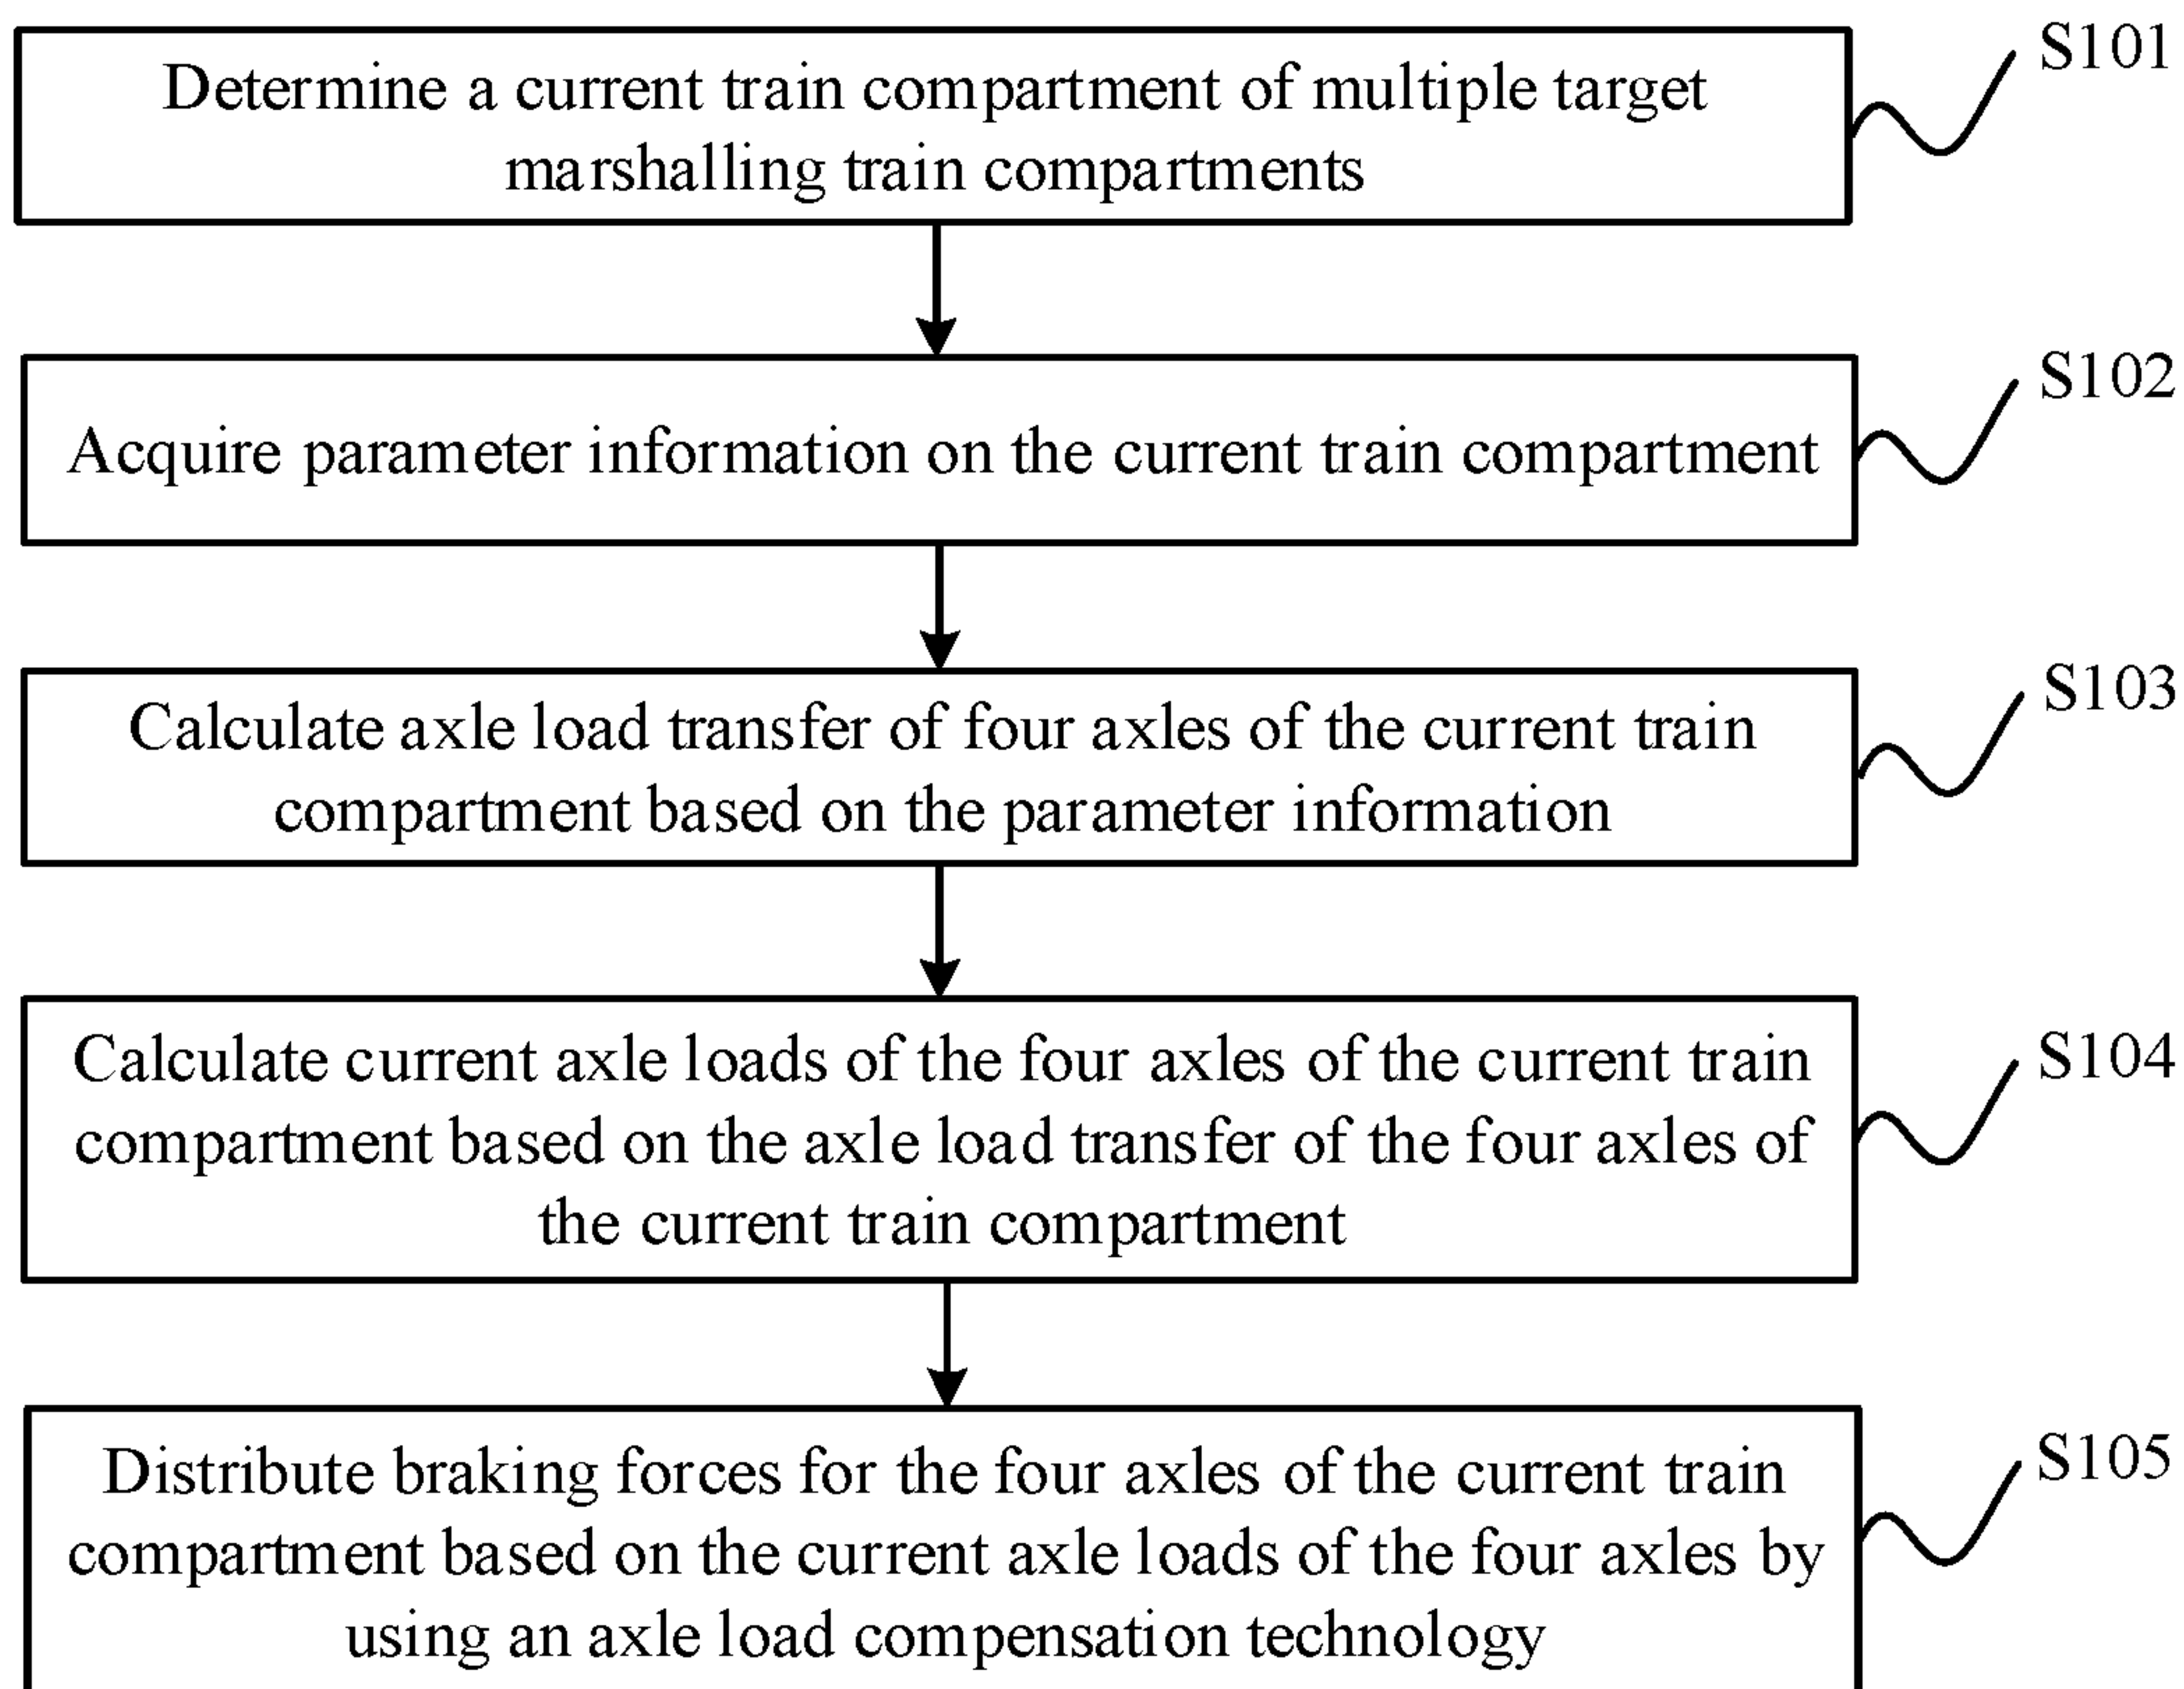 Determine a current train compartment of multiple target
marshalling train compartments
S101
Acquire parameter information on the current train compartment
S102
Calculate axle load transfer of four axles of the current train
compartment based on the parameter information
S103
Calculate current axle loads of the four axles of the current train
compartment based on the axle load transfer of the four axles of
the current train compartment
S104
Distribute braking forces for the four axles of the current train
compartment based on the current axle loads of the four axles by
using an axle load compensation technology
S105